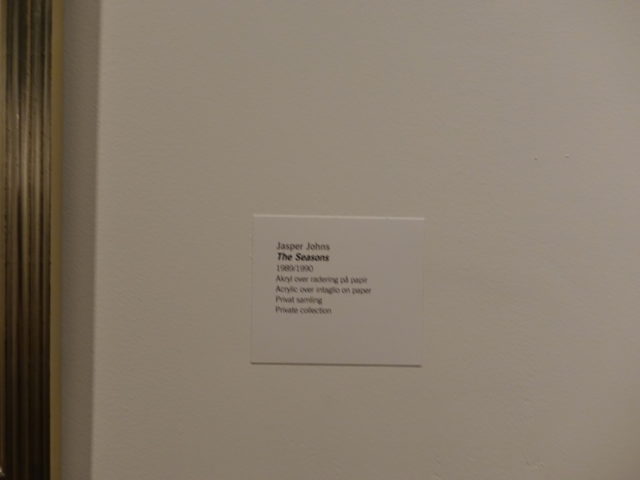 Jasper Johns
The Seasons
1989/1990
Akryl over radering på papir
Acrylic over intaglio on paper
Privat samling
Private collection